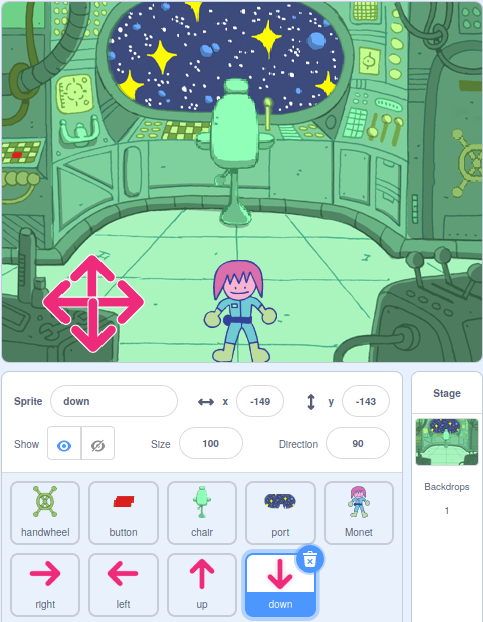 Sprite down x -149 y -143
Show Size 100 Direction 90
Stage
Backdrops
1
handwheel button chair port Monet
right left up down